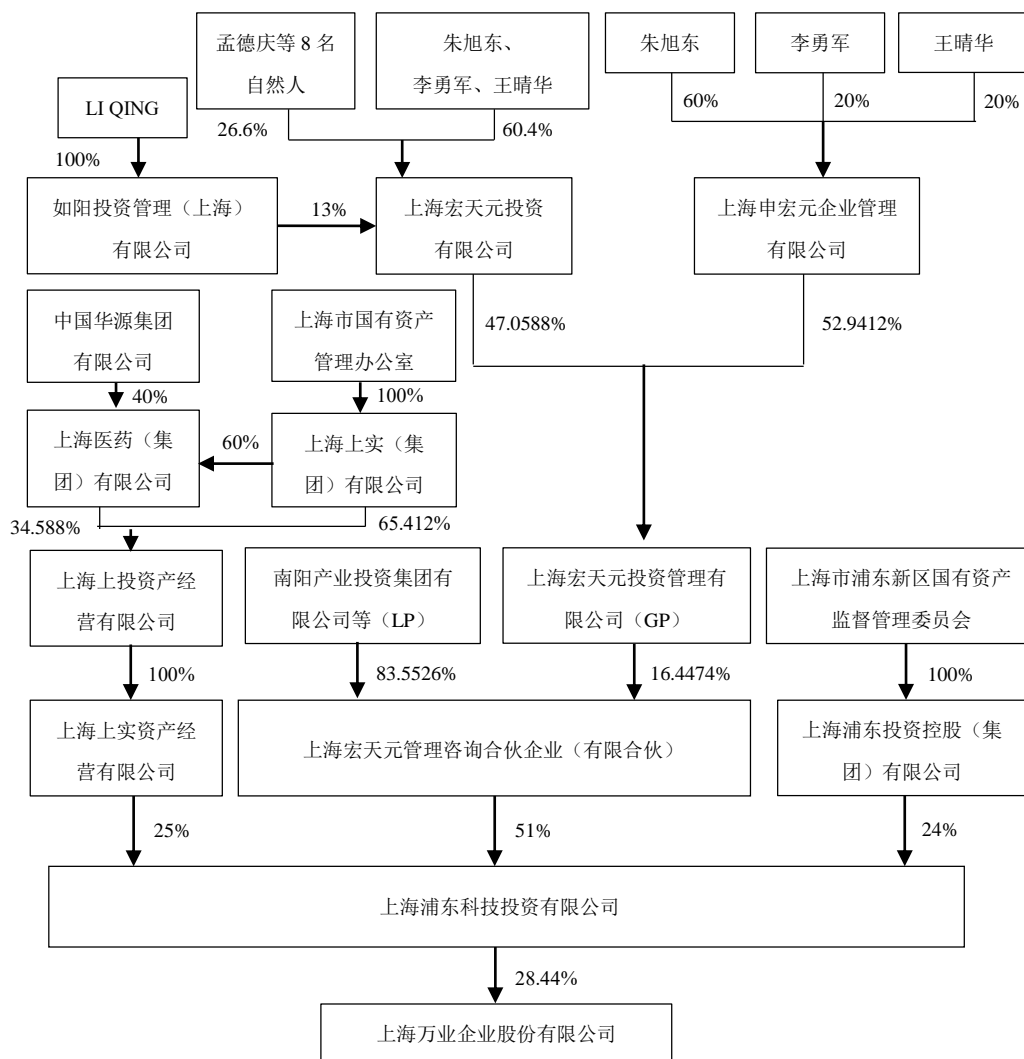 孟德庆等 8 名
自然人
朱旭东、
李勇军、王晴华
朱旭东
李勇军
王晴华
LI QING
26.6%
60.4%
60%
20%
20%
100%
如阳投资管理（上海）
有限公司
13%
上海宏天元投资
有限公司
上海申宏元企业管理
有限公司
中国华源集团
有限公司
上海市国有资产
管理办公室
47.0588%
52.9412%
40%
100%
上海医药（集
团）有限公司
60%
上海上实（集
团）有限公司
34.588%
65.412%
上海上投资产经
营有限公司
南阳产业投资集团有
限公司等（LP）
上海宏天元投资管理有
限公司（GP）
上海市浦东新区国有资产
监督管理委员会
100%
83.5526%
16.4474%
100%
上海上实资产经
营有限公司
上海宏天元管理咨询合伙企业（有限合伙）
上海浦东投资控股（集
团）有限公司
25%
51%
24%
上海浦东科技投资有限公司
28.44%
上海万业企业股份有限公司